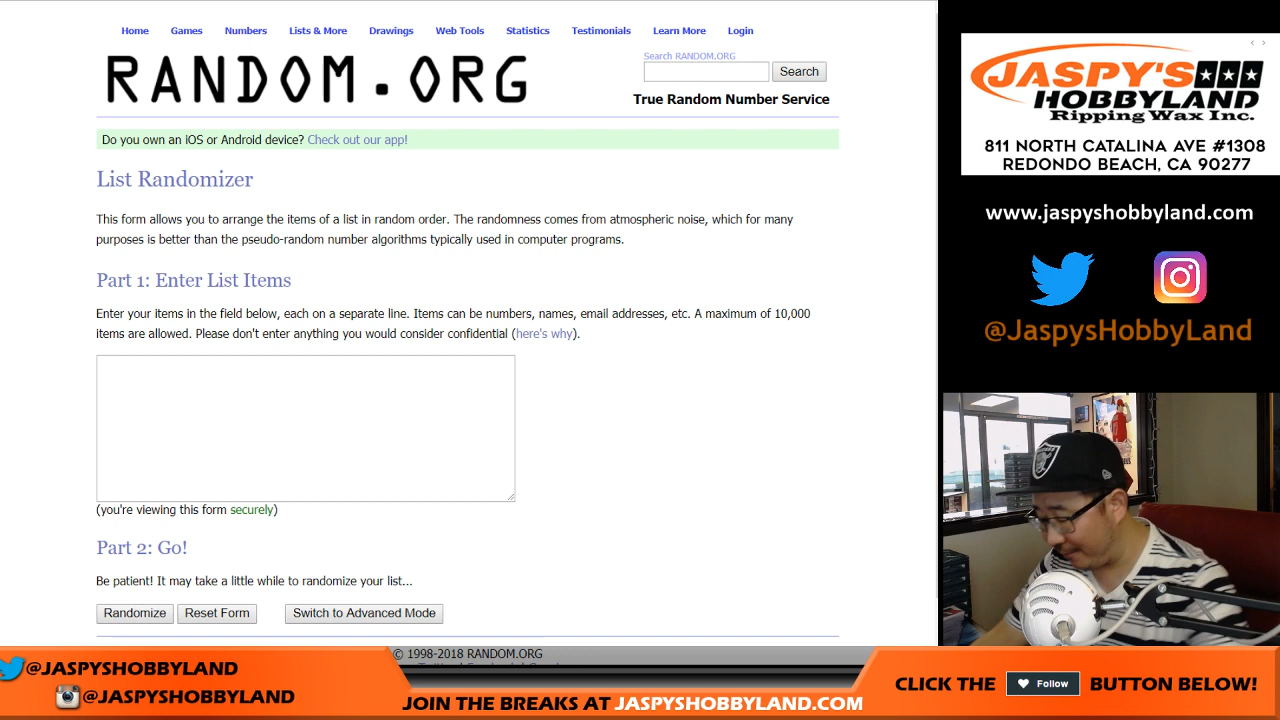 Home Games Numbers Lists & More Drawings Web Tools Statistics Testimonials Learn More Login
RANDOM.ORG
Search RANDOM.ORG
Search
True Random Number Service
Do you own an iOS or Android device? Check out our app!
List Randomizer
This form allows you to arrange the items of a list in random order. The randomness comes from atmospheric noise, which for many
purposes is better than the pseudo-random number algorithms typically used in computer programs.
Part 1: Enter List Items
Enter your items in the field below, each on a separate line. Items can be numbers, names, email addresses, etc. A maximum of 10,000
items are allowed. Please don't enter anything you would consider confidential (here's why).
(you're viewing this form securely)
Part 2: Go!
Be patient! It may take a little while to randomize your list...
Randomize Reset Form Switch to Advanced Mode
© 1998-2018 RANDOM.ORG
JASPY'S
HOBBYLAND
Ripping Wax Inc.
811 NORTH CATALINA AVE #1308
REDONDO BEACH, CA 90277
www.jaspyshobbyland.com
@JaspysHobbyLand
@JASPYSHOBBYLAND
@JASPYSHOBBYLAND
JOIN THE BREAKS AT JASPYSHOBBYLAND.COM
CLICK THE Follow BUTTON BELOW!